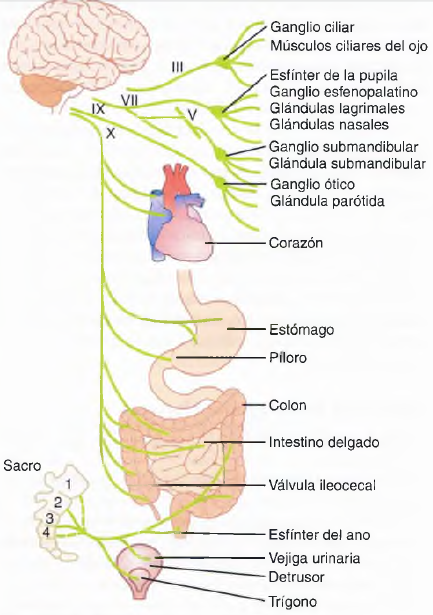 Ganglio ciliar
Músculos ciliares del ojo
III
Esfínter de la pupila
Ganglio esfenopalatino
VII
Glándulas lagrimales
IX
V
Glándulas nasales
X
Ganglio submandibular
Glándula submandibular
Ganglio ótico
Glándula parótida
Corazón
Estómago
Píloro
Colon
Intestino delgado
Sacro
1
Válvula ileocecal
2
3
4
Esfínter del ano
Vejiga urinaria
Detrusor
Trígono